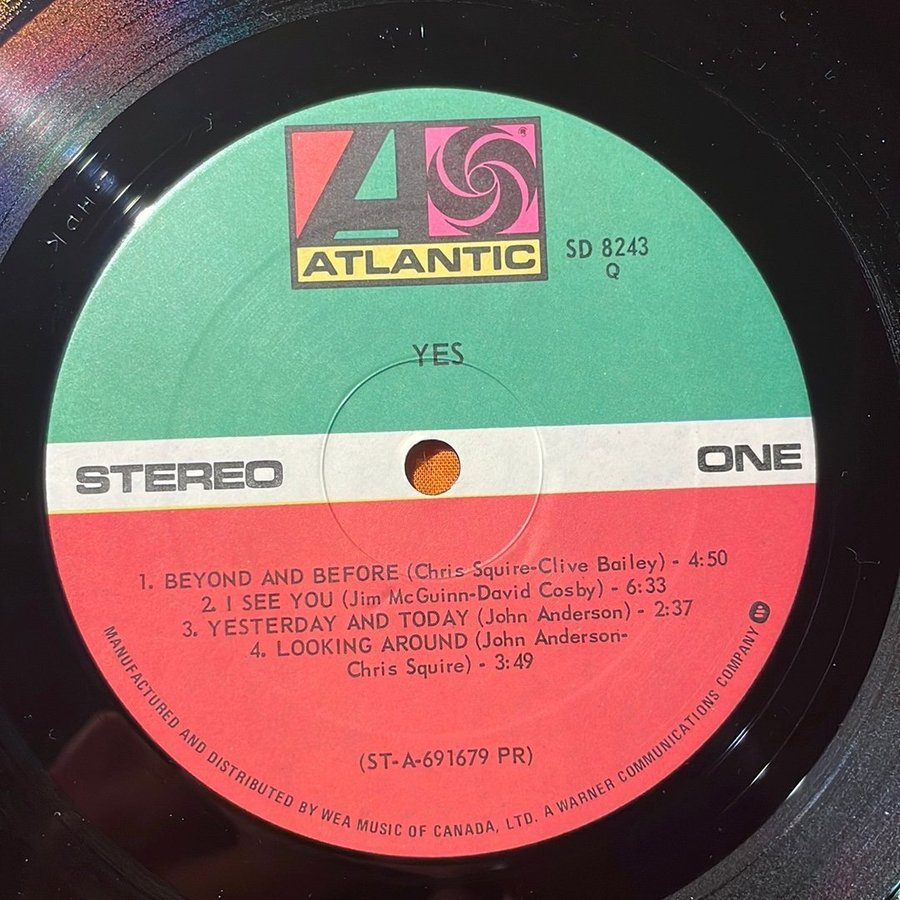 ATLANTIC
®
SD 8243
Q
YES
STEREO
ONE
1. BEYOND AND BEFORE (Chris Squire-Clive Bailey) - 4:50
2. I SEE YOU (Jim McGuinn-David Cosby) - 6:33
3. YESTERDAY AND TODAY (John Anderson) - 2:37
4. LOOKING AROUND (John Anderson-
Chris Squire) - 3:49
(ST-A-691679 PR)
MANUFACTURED AND DISTRIBUTED BY WEA MUSIC OF CANADA, LTD. A WARNER COMMUNICATIONS COMPANY